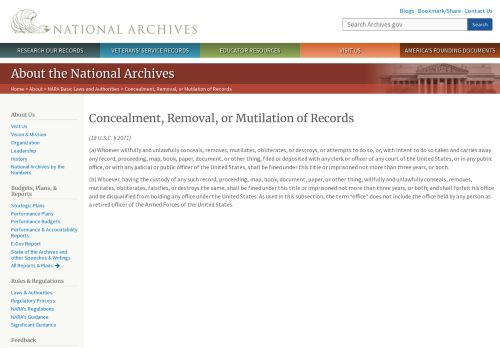 NATIONAL ARCHIVES
Blogs · Bookmark/Share · Contact Us
Search Archives.gov
Search
RESEARCH OUR RECORDS
VETERANS' SERVICE RECORDS
EDUCATOR RESOURCES
VISIT US
AMERICA'S FOUNDING DOCUMENTS
About the National Archives
Home > About > NARA Basic Laws and Authorities > Concealment, Removal, or Mutilation of Records
About Us
Visit Us
Vision & Mission
Organization
Leadership
History
National Archives by the
Numbers
Budgets, Plans, &
Reports
Strategic Plans
Performance Plans
Performance Budgets
Performance & Accountability
Reports
E-Gov Report
State of the Archives and
other Speeches & Writings
All Reports & Plans
Rules & Regulations
Laws & Authorities
Regulatory Process
NARA's Regulations
NARA's Guidance
Significant Guidance
Feedback
Concealment, Removal, or Mutilation of Records
(18 U.S.C. § 2071)
(a) Whoever willfully and unlawfully conceals, removes, mutilates, obliterates, or destroys, or attempts to do so, or, with intent to do so takes and carries away
any record, proceeding, map, book, paper, document, or other thing, filed or deposited with any clerk or officer of any court of the United States, or in any public
office, or with any judicial or public officer of the United States, shall be fined under this title or imprisoned not more than three years, or both.
(b) Whoever, having the custody of any such record, proceeding, map, book, document, paper, or other thing, willfully and unlawfully conceals, removes,
mutilates, obliterates, falsifies, or destroys the same, shall be fined under this title or imprisoned not more than three years, or both; and shall forfeit his office
and be disqualified from holding any office under the United States. As used in this subsection, the term "office" does not include the office held by any person as
a retired officer of the Armed Forces of the United States.